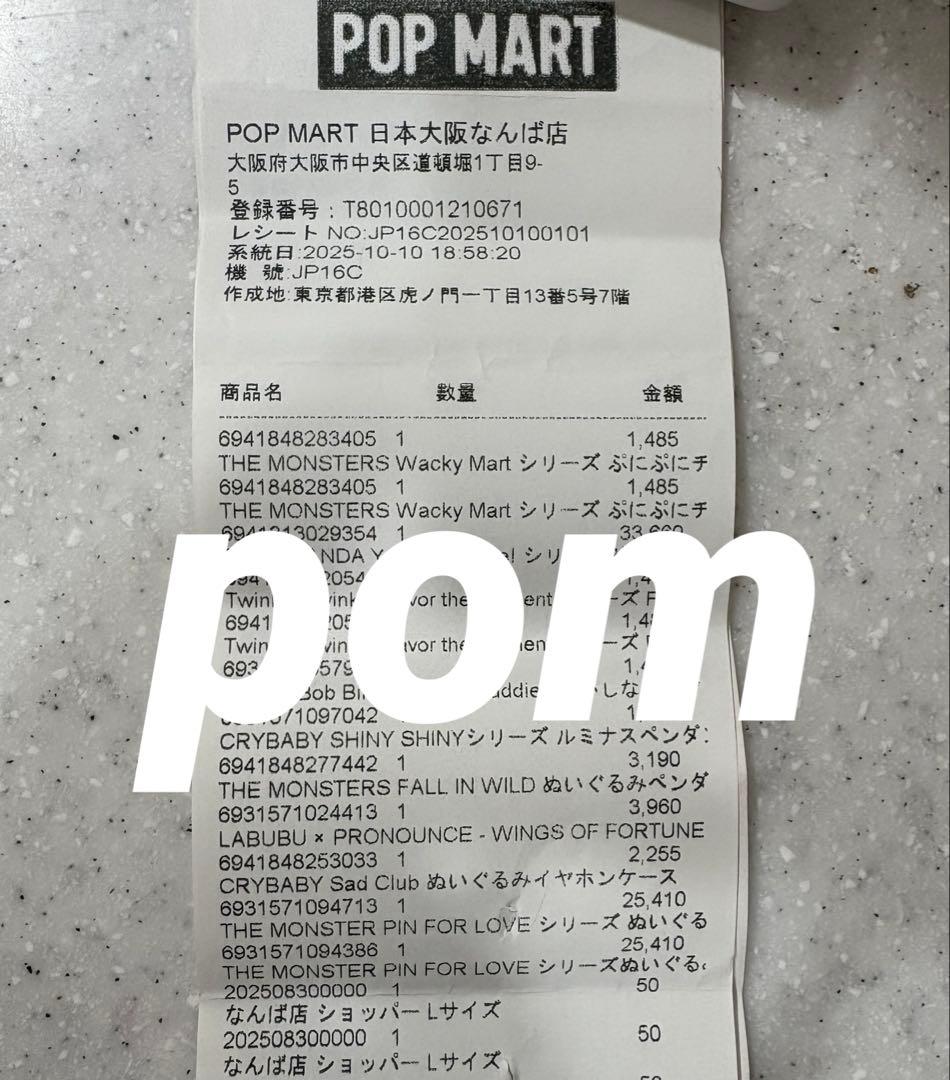 POP MART
POP MART 日本大阪なんば店
大阪府大阪市中央区道頓堀1丁目9-
5
登録番号：T8010001210671
レシート NO:JP16C202510100101
系統日:2025-10-10 18:58:20
機 號:JP16C
作成地:東京都港区虎ノ門一丁目13番5号7階
商品名 数量 金額
6941848283405 1 1,485
THE MONSTERS Wacky Mart シリーズ ぷにぷにチ
6941848283405 1 1,485
THE MONSTERS Wacky Mart シリーズ ぷにぷにチ
1 33,660
pom
CRYBABY SHINY SHINYシリーズ ルミナスペンダ
6941848277442 1 3,190
THE MONSTERS FALL IN WILD ぬいぐるみペンダ
6931571024413 1 3,960
LABUBU × PRONOUNCE - WINGS OF FORTUNE
6941848253033 1 2,255
CRYBABY Sad Club ぬいぐるみイヤホンケース
6931571094713 1 25,410
THE MONSTER PIN FOR LOVE シリーズ ぬいぐる
6931571094386 1 25,410
THE MONSTER PIN FOR LOVE シリーズぬいぐる
202508300000 1 50
なんば店 ショッパー Lサイズ
202508300000 1 50
なんば店 ショッパー Lサイズ